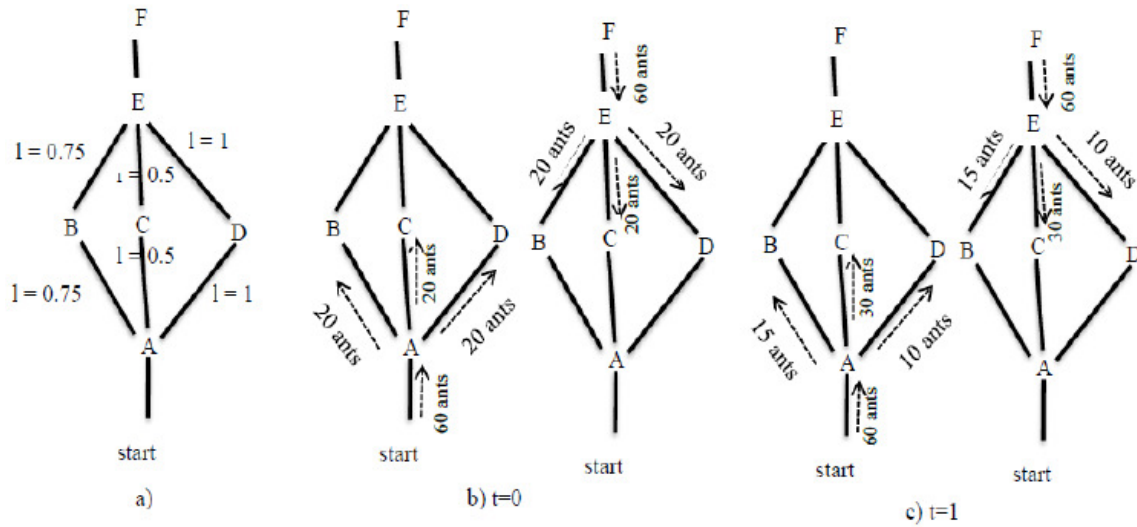 F
E
l = 0.75
l = 1
l = 0.5
B
C
D
l = 0.5
l = 0.75
l = 1
A
start
a)
F
E
B
C
D
20 ants
20 ants
20 ants
A
60 ants
start
F
60 ants
E
20 ants
20 ants
20 ants
B
C
D
A
start
b) t=0
F
E
B
C
D
15 ants
30 ants
10 ants
A
60 ants
start
F
60 ants
E
15 ants
10 ants
30 ants
B
C
D
A
start
c) t=1